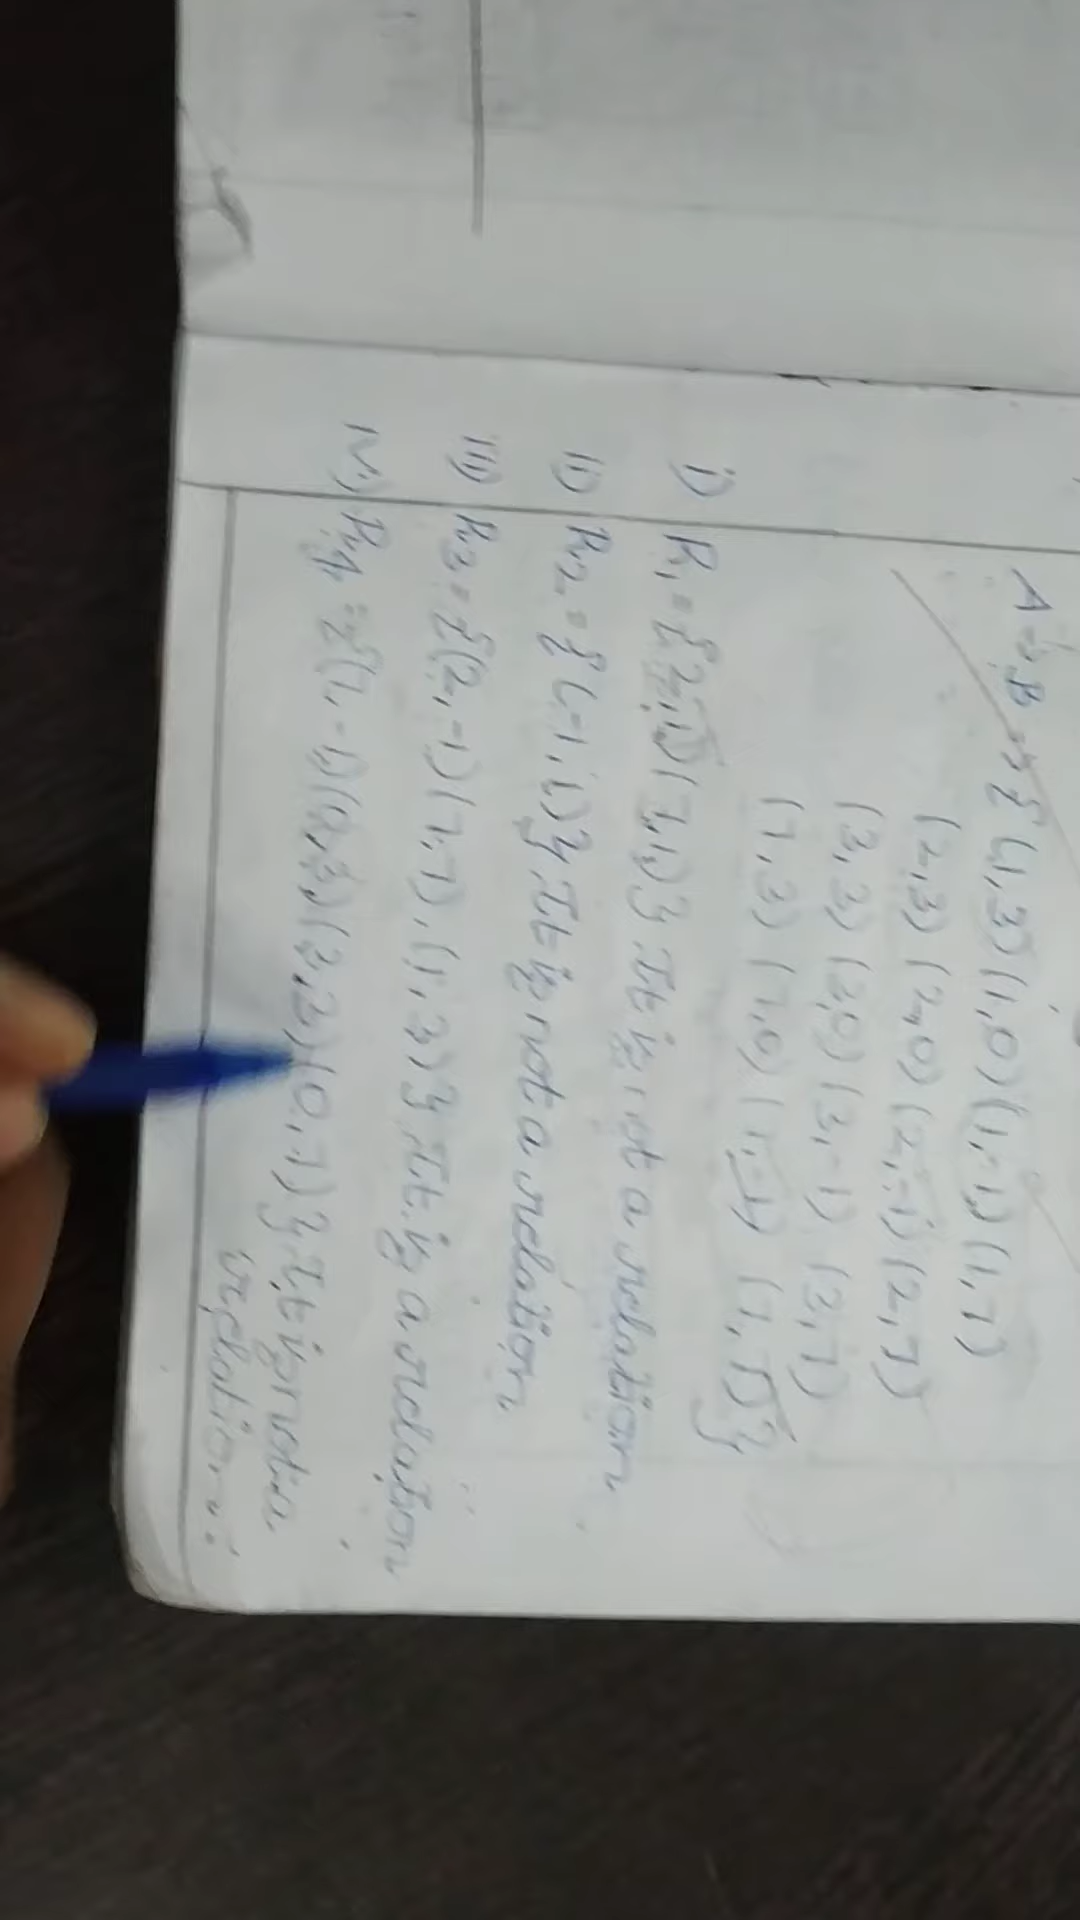 A × B = { (1,3) (1,0) (1,-1) (1,7)
(2,3) (2,0) (2,-1) (2,7)
(3,3) (3,0) (3,-1) (3,7)
(7,3) (7,0) (7,-1) (7,7)}
i) R1 = {2,1) (7,1)} It is not a relation
ii) R2 = {(-1,1)}. It is not a relation
iii) R3 = {(2,-1) (7,7), (1,3)} It is a relation
iv) R4 = {(7,-1)(0,3)(3,3)(0,7)}. It is not a
relation.